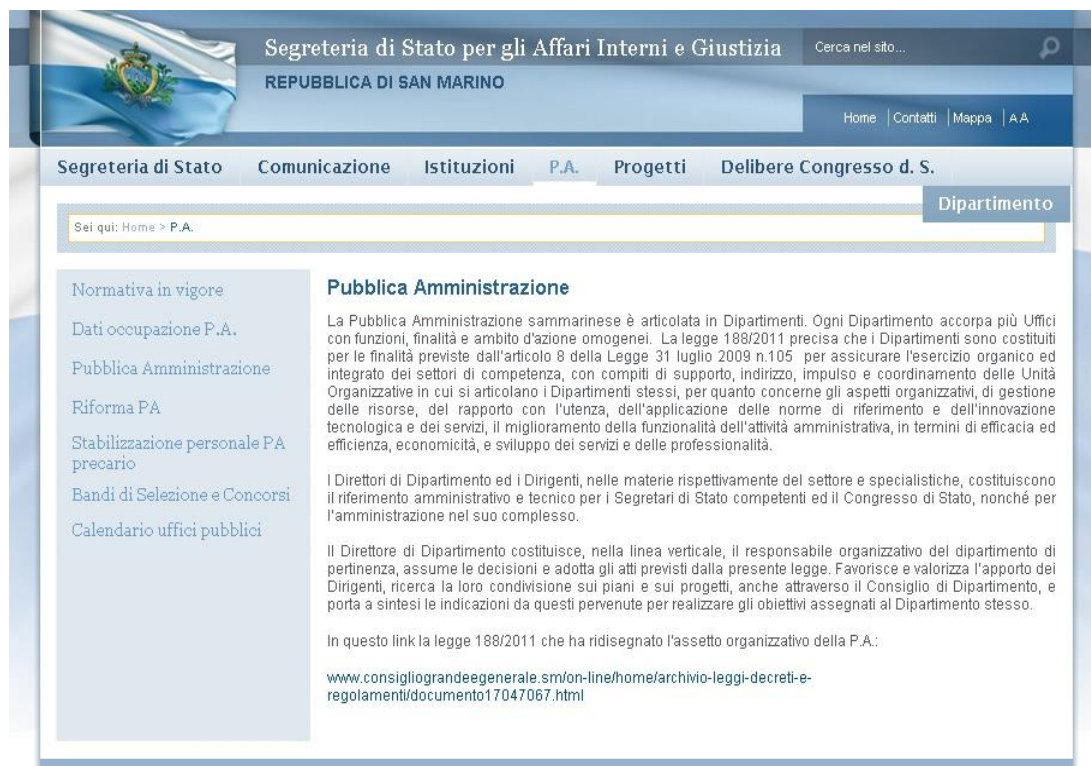 Segreteria di Stato per gli Affari Interni e Giustizia
REPUBBLICA DI SAN MARINO
Cerca nel sito...
Home | Contatti | Mappa | A A
Segreteria di Stato Comunicazione Istituzioni P.A. Progetti Delibere Congresso d. S.
Dipartimento
Sei qui: Home > P.A.
Normativa in vigore
Dati occupazione P.A.
Pubblica Amministrazione
Riforma PA
Stabilizzazione personale PA
precario
Bandi di Selezione e Concorsi
Calendario uffici pubblici
Pubblica Amministrazione
La Pubblica Amministrazione sammarinese è articolata in Dipartimenti. Ogni Dipartimento accorpa più Uffici
con funzioni, finalità e ambito d'azione omogenei. La legge 188/2011 precisa che i Dipartimenti sono costituiti
per le finalità previste dall'articolo 8 della Legge 31 luglio 2009 n.105 per assicurare l'esercizio organico ed
integrato dei settori di competenza, con compiti di supporto, indirizzo, impulso e coordinamento delle Unità
Organizzative in cui si articolano i Dipartimenti stessi, per quanto concerne gli aspetti organizzativi, di gestione
delle risorse, del rapporto con l'utenza, dell'applicazione delle norme di riferimento e dell'innovazione
tecnologica e dei servizi, il miglioramento della funzionalità dell'attività amministrativa, in termini di efficacia ed
efficienza, economicità, e sviluppo dei servizi e delle professionalità.
I Direttori di Dipartimento ed i Dirigenti, nelle materie rispettivamente del settore e specialistiche, costituiscono
il riferimento amministrativo e tecnico per i Segretari di Stato competenti ed il Congresso di Stato, nonché per
l'amministrazione nel suo complesso.
Il Direttore di Dipartimento costituisce, nella linea verticale, il responsabile organizzativo del dipartimento di
pertinenza, assume le decisioni e adotta gli atti previsti dalla presente legge. Favorisce e valorizza l'apporto dei
Dirigenti, ricerca la loro condivisione sui piani e sui progetti, anche attraverso il Consiglio di Dipartimento, e
porta a sintesi le indicazioni da questi pervenute per realizzare gli obiettivi assegnati al Dipartimento stesso.
In questo link la legge 188/2011 che ha ridisegnato l'assetto organizzativo della P.A.:
www.consigliograndeegenerale.sm/on-line/home/archivio-leggi-decreti-e-
regolamenti/documento17047067.html